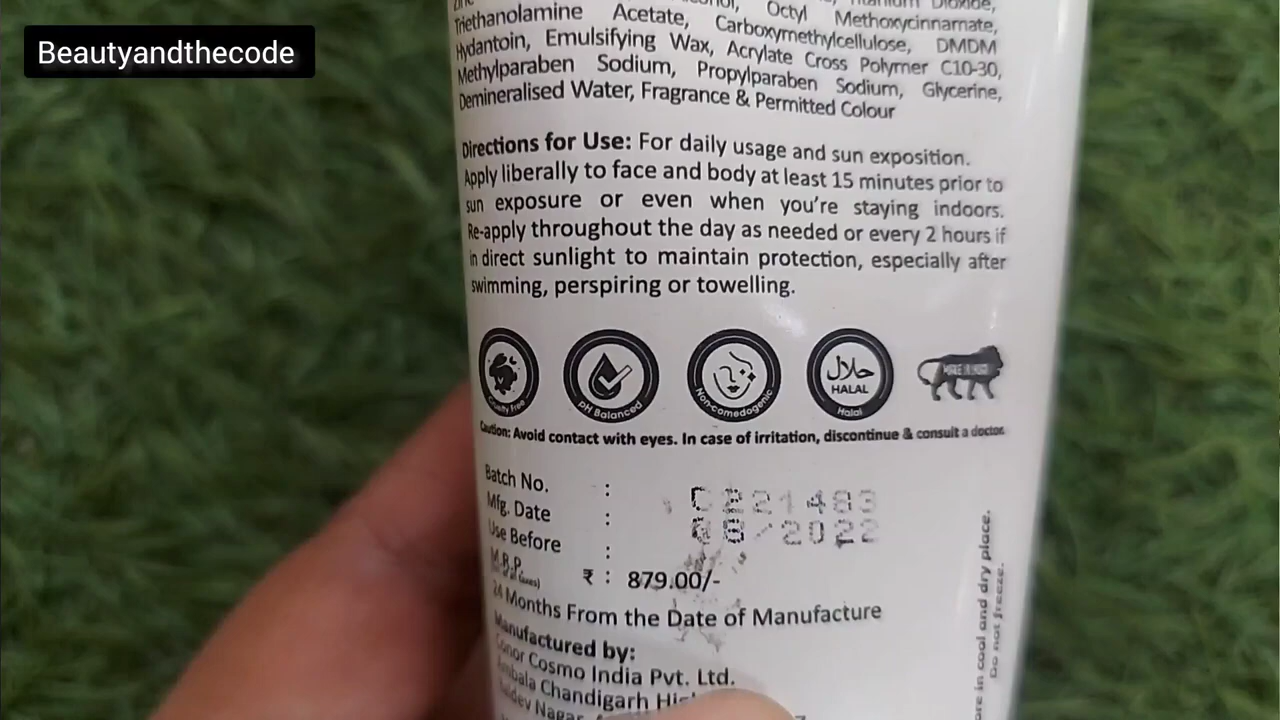 Beautyandthecode
Octyl Methoxycinnamate,
Triethanolamine Acetate, Carboxymethylcellulose, DMDM
Hydantoin, Emulsifying Wax, Acrylate Cross Polymer C10-30,
Methylparaben Sodium, Propylparaben Sodium, Glycerine,
Demineralised Water, Fragrance & Permitted Colour
Directions for Use: For daily usage and sun exposition.
Apply liberally to face and body at least 15 minutes prior to
sun exposure or even when you're staying indoors.
Re-apply throughout the day as needed or every 2 hours if
in direct sunlight to maintain protection, especially after
swimming, perspiring or towelling.
Cruelty Free
pH Balanced
Non-comedogenic
حلال
HALAL
Halal
MAKE IN INDIA
Caution: Avoid contact with eyes. In case of irritation, discontinue & consult a doctor.
Batch No. :
Mfg. Date : 08/2022
Use Before :
M.R.P. ₹ : 879.00/-
24 Months From the Date of Manufacture
Manufactured by:
Cosmo India Pvt. Ltd.
Chandigarh
Nagar
in cool and dry place.
Do not freeze.